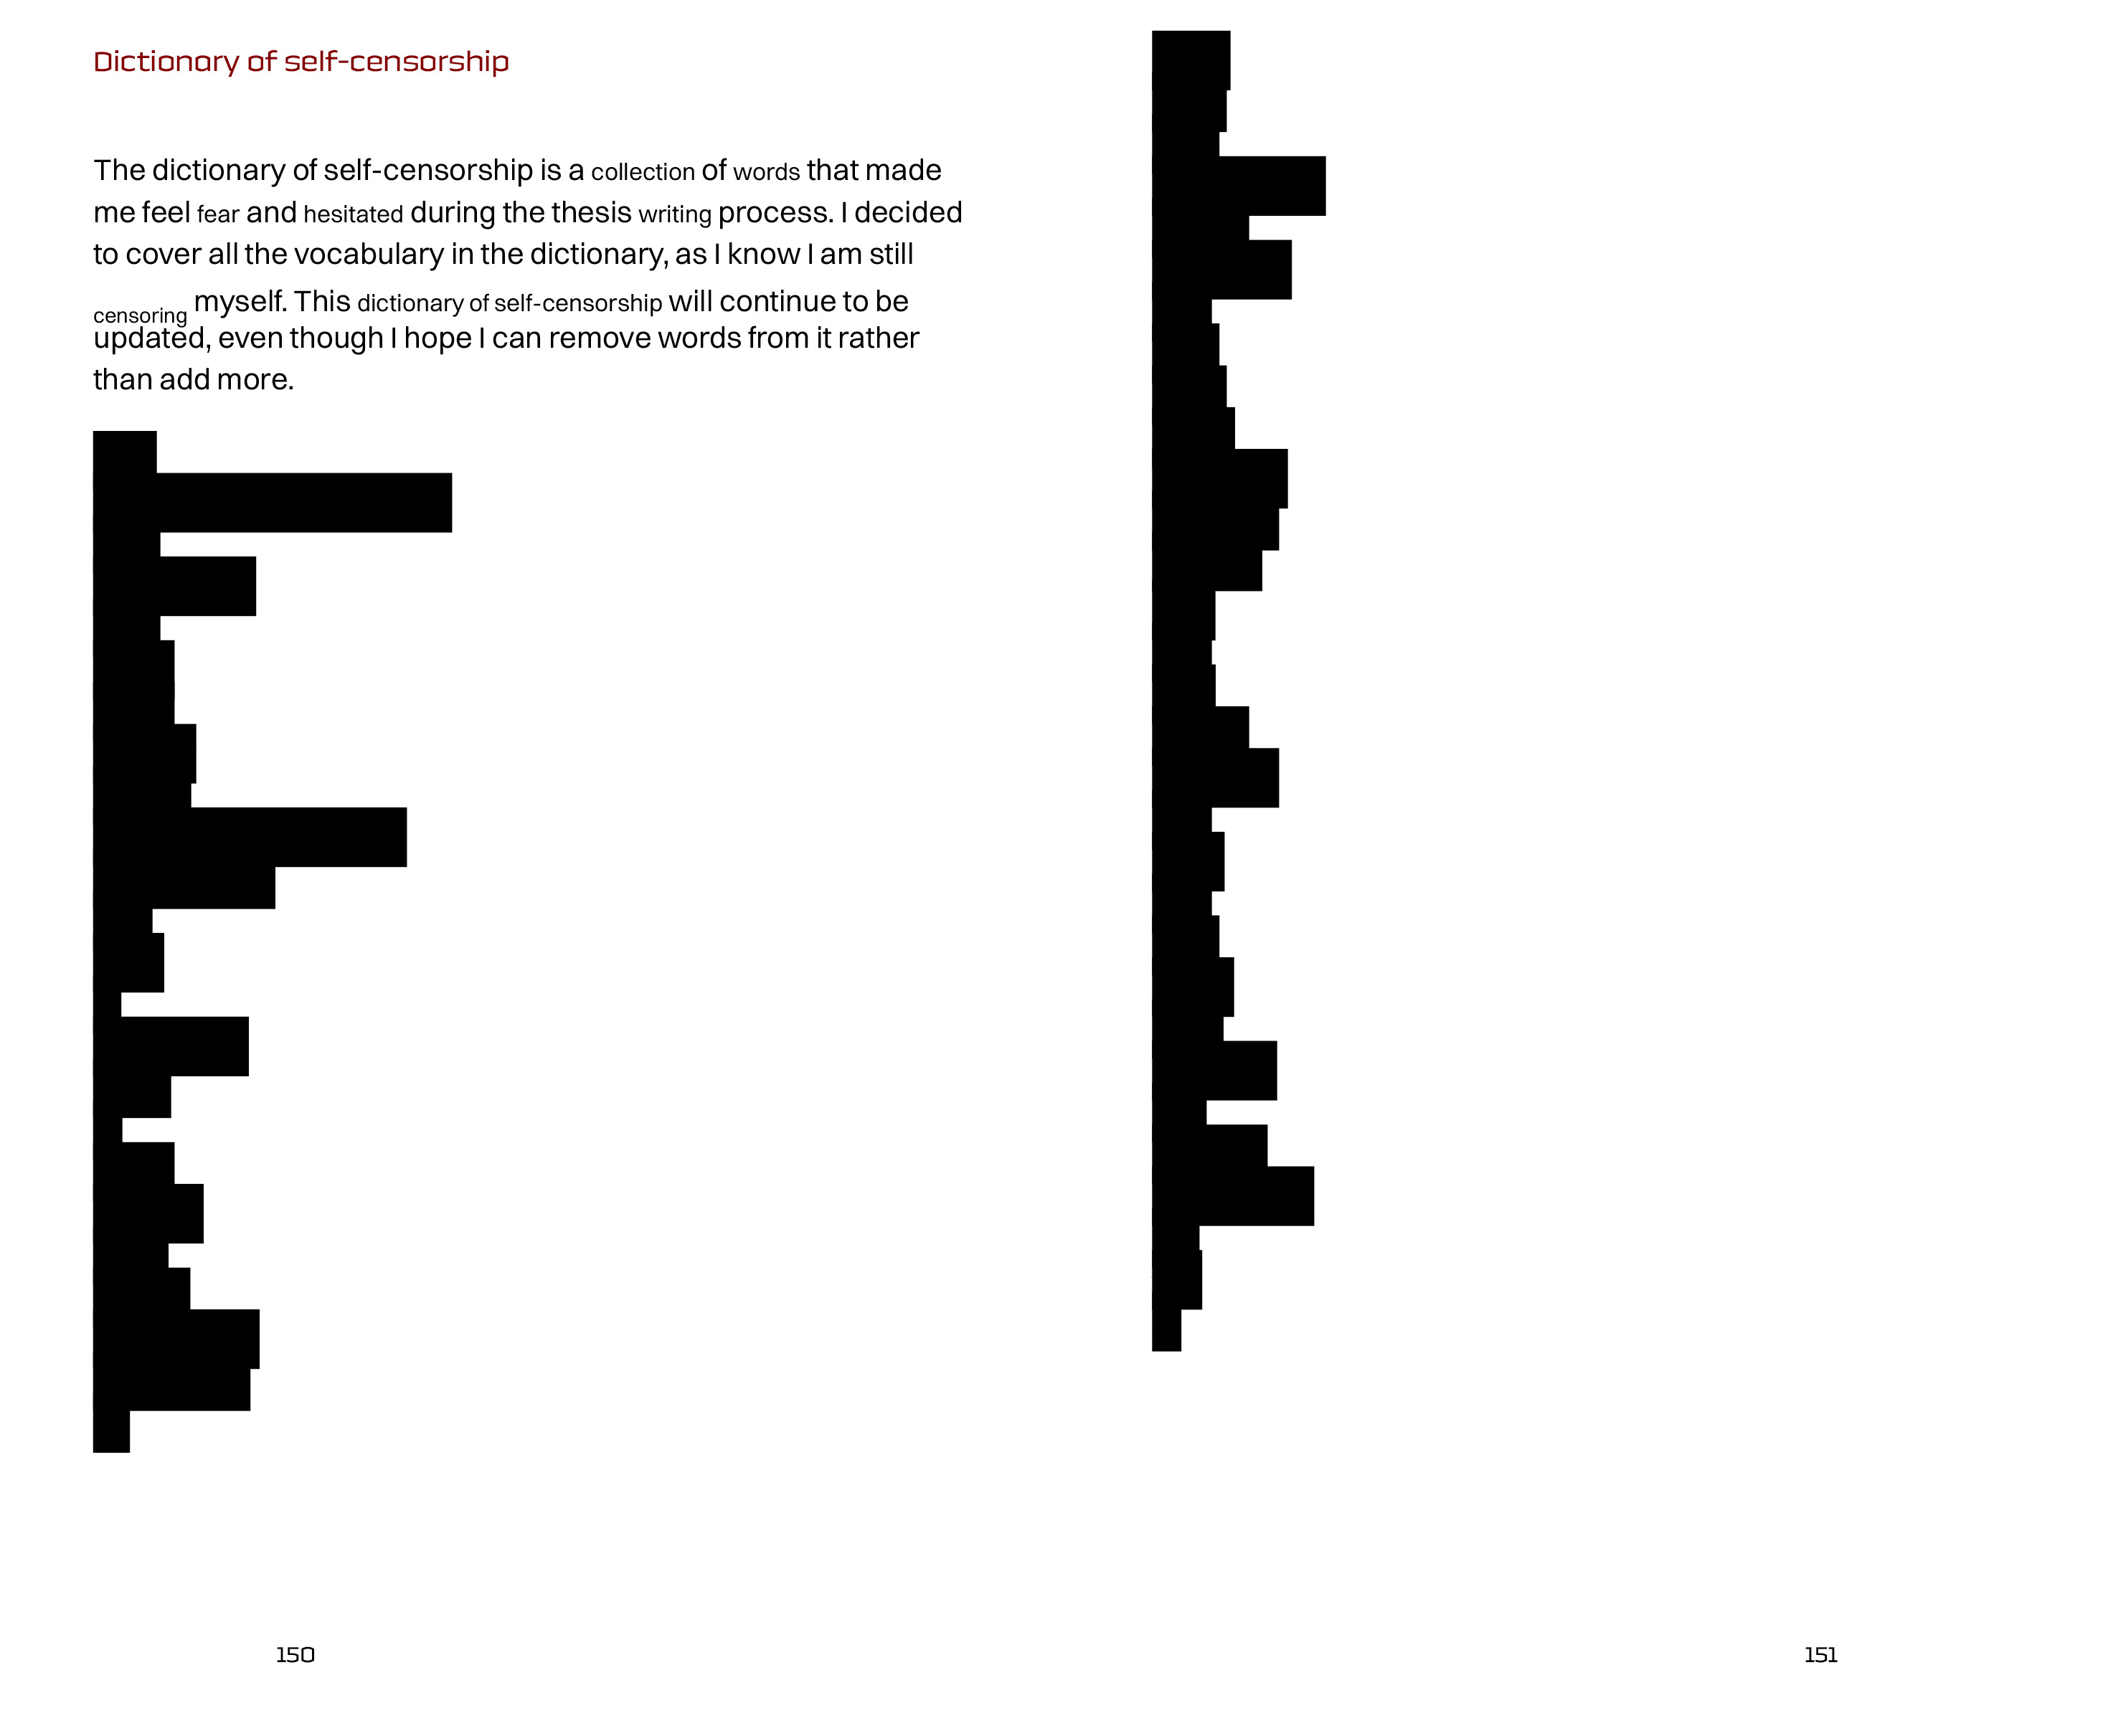 Dictionary of self-censorship
The dictionary of self-censorship is a collection of words that made
me feel fear and hesitated during the thesis writing process. I decided
to cover all the vocabulary in the dictionary, as I know I am still
censoring myself. This dictionary of self-censorship will continue to be
updated, even though I hope I can remove words from it rather
than add more.
150
151